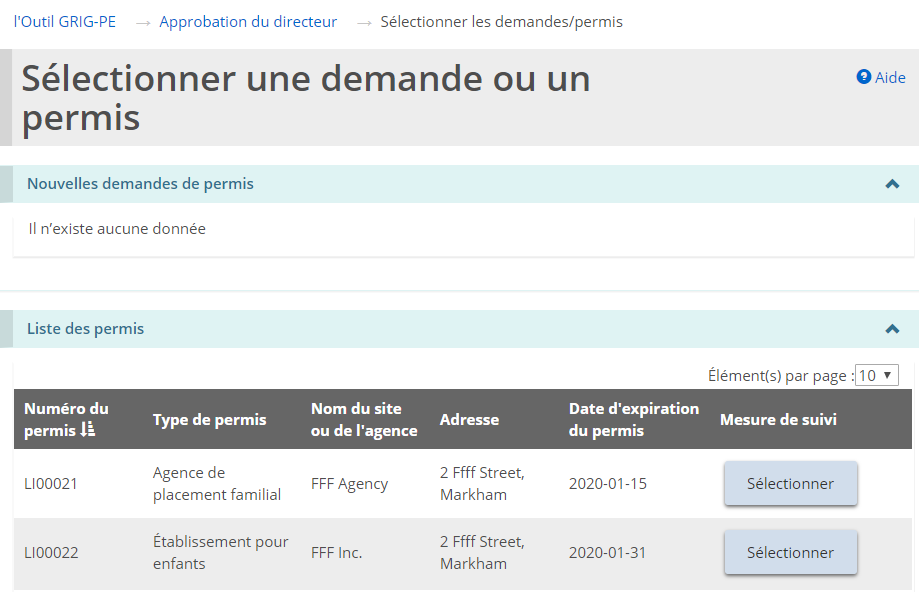 l'Outil GRIG-PE → Approbation du directeur → Sélectionner les demandes/permis
Sélectionner une demande ou un
permis
Aide
Nouvelles demandes de permis
Il n’existe aucune donnée
Liste des permis
Élément(s) par page : 10
Numéro du permis Type de permis Nom du site ou de l'agence Adresse Date d'expiration du permis Mesure de suivi
LI00021 Agence de placement familial FFF Agency 2 Ffff Street, Markham 2020-01-15 Sélectionner
LI00022 Établissement pour enfants FFF Inc. 2 Ffff Street, Markham 2020-01-31 Sélectionner